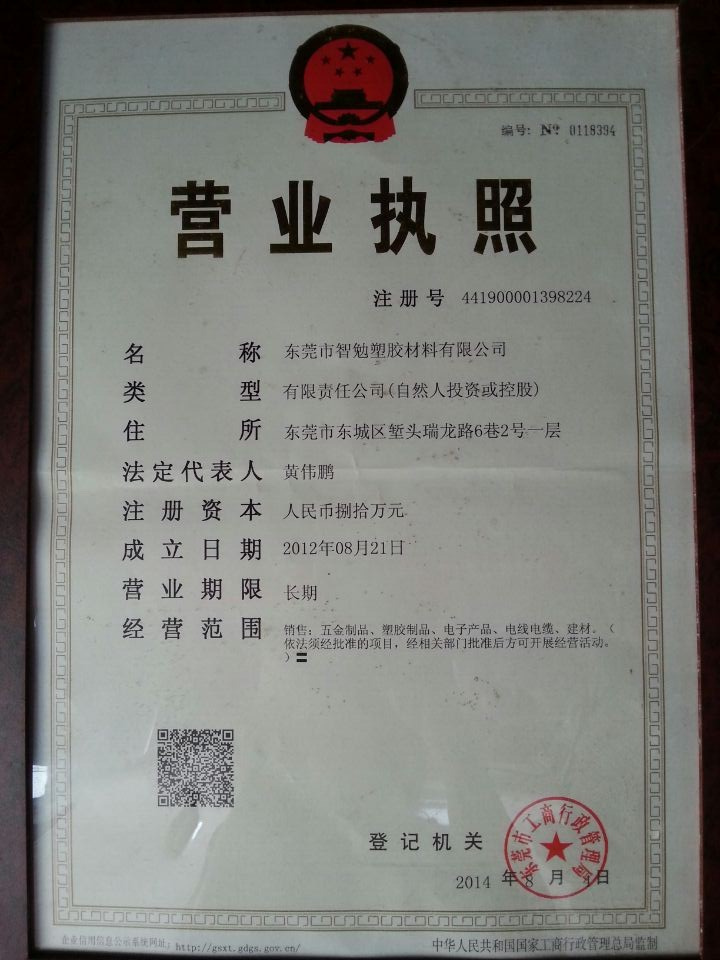 编号: № 0118394
营业执照
注册号 441900001398224
名称 东莞市智勉塑胶材料有限公司
类型 有限责任公司(自然人投资或控股)
住所 东莞市东城区堑头瑞龙路6巷2号一层
法定代表人 黄伟鹏
注册资本 人民币捌拾万元
成立日期 2012年08月21日
营业期限 长期
经营范围 销售：五金制品、塑胶制品、电子产品、电线电缆、建材。（
依法须经批准的项目，经相关部门批准后方可开展经营活动。
）〓
东莞市工商行政管理局
登记机关
2014 年 8 月 日
企业信用信息公示系统网址: http://gsxt.gdgs.gov.cn/
中华人民共和国国家工商行政管理总局监制